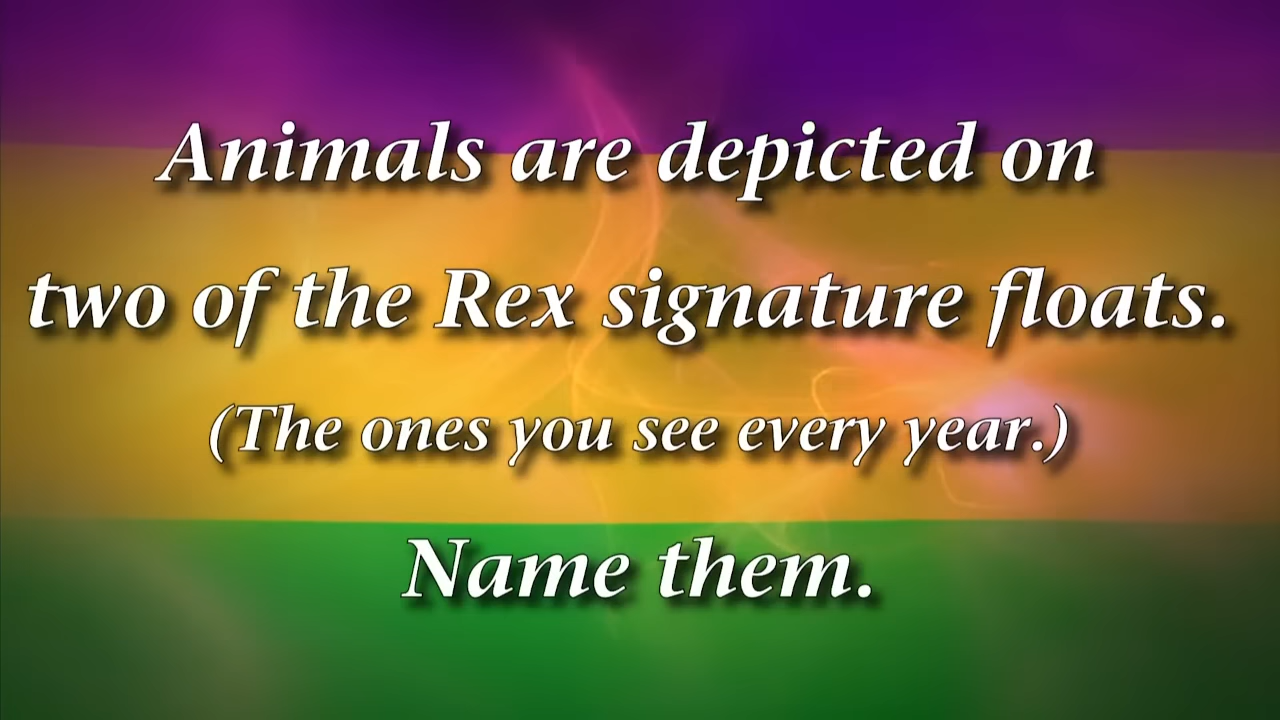 Animals are depicted on
two of the Rex signature floats.
(The ones you see every year.)
Name them.